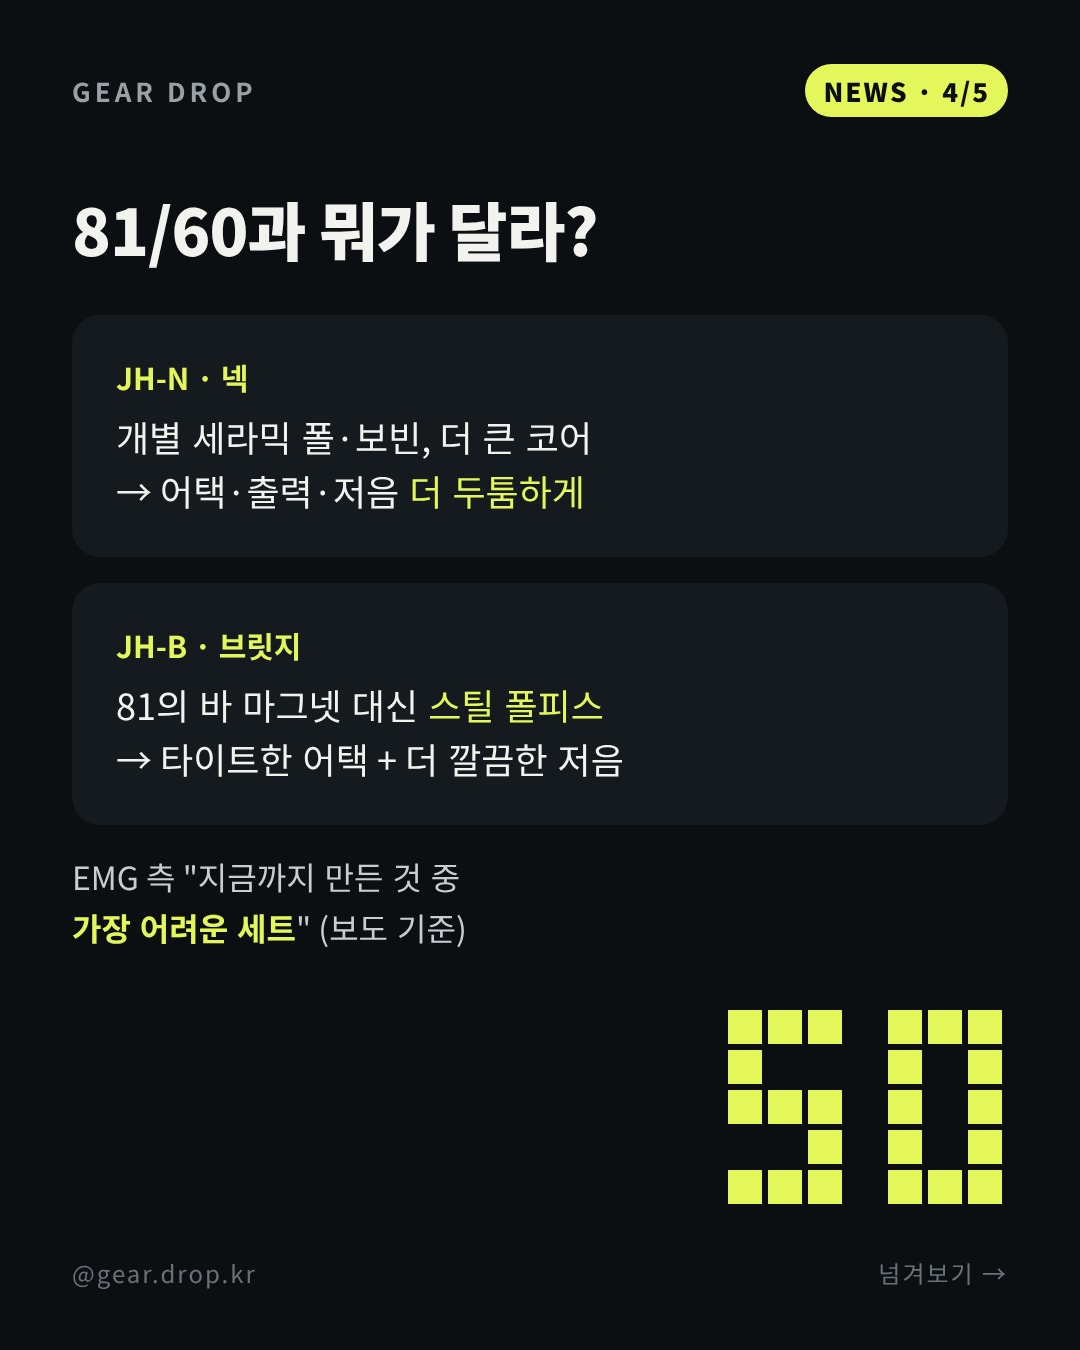 GEAR DROP
NEWS · 4/5
81/60과 뭐가 달라?
JH-N · 넥
개별 세라믹 폴·보빈, 더 큰 코어
→ 어택·출력·저음 더 두툼하게
JH-B · 브릿지
81의 바 마그넷 대신 스틸 폴피스
→ 타이트한 어택 + 더 깔끔한 저음
EMG 측 "지금까지 만든 것 중
가장 어려운 세트" (보도 기준)
50
@gear.drop.kr
넘겨보기 →